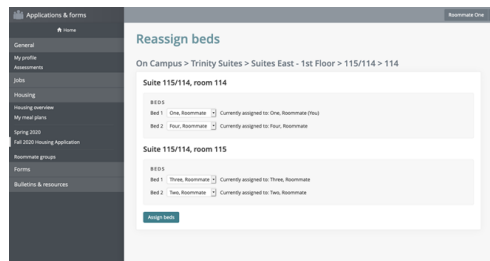 Applications & forms
Roommate One
Home
General
My profile
Assessments
Jobs
Housing
Housing overview
My meal plans
Spring 2020
Fall 2020 Housing Application
Roommate groups
Forms
Bulletins & resources
Reassign beds
On Campus > Trinity Suites > Suites East - 1st Floor > 115/114 > 114
Suite 115/114, room 114
BEDS
Bed 1 One, Roommate Currently assigned to: One, Roommate (You)
Bed 2 Four, Roommate Currently assigned to: Four, Roommate
Suite 115/114, room 115
BEDS
Bed 1 Three, Roommate Currently assigned to: Three, Roommate
Bed 2 Two, Roommate Currently assigned to: Two, Roommate
Assign beds